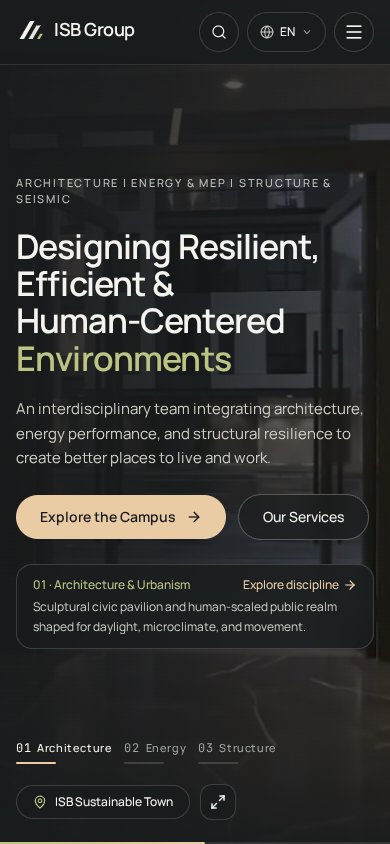 ISB Group
EN
ARCHITECTURE | ENERGY & MEP | STRUCTURE &
SEISMIC
Designing Resilient,
Efficient &
Human-Centered
Environments
An interdisciplinary team integrating architecture,
energy performance, and structural resilience to
create better places to live and work.
Explore the Campus →
Our Services
01 · Architecture & Urbanism
Explore discipline →
Sculptural civic pavilion and human-scaled public realm
shaped for daylight, microclimate, and movement.
01 Architecture
02 Energy
03 Structure
ISB Sustainable Town